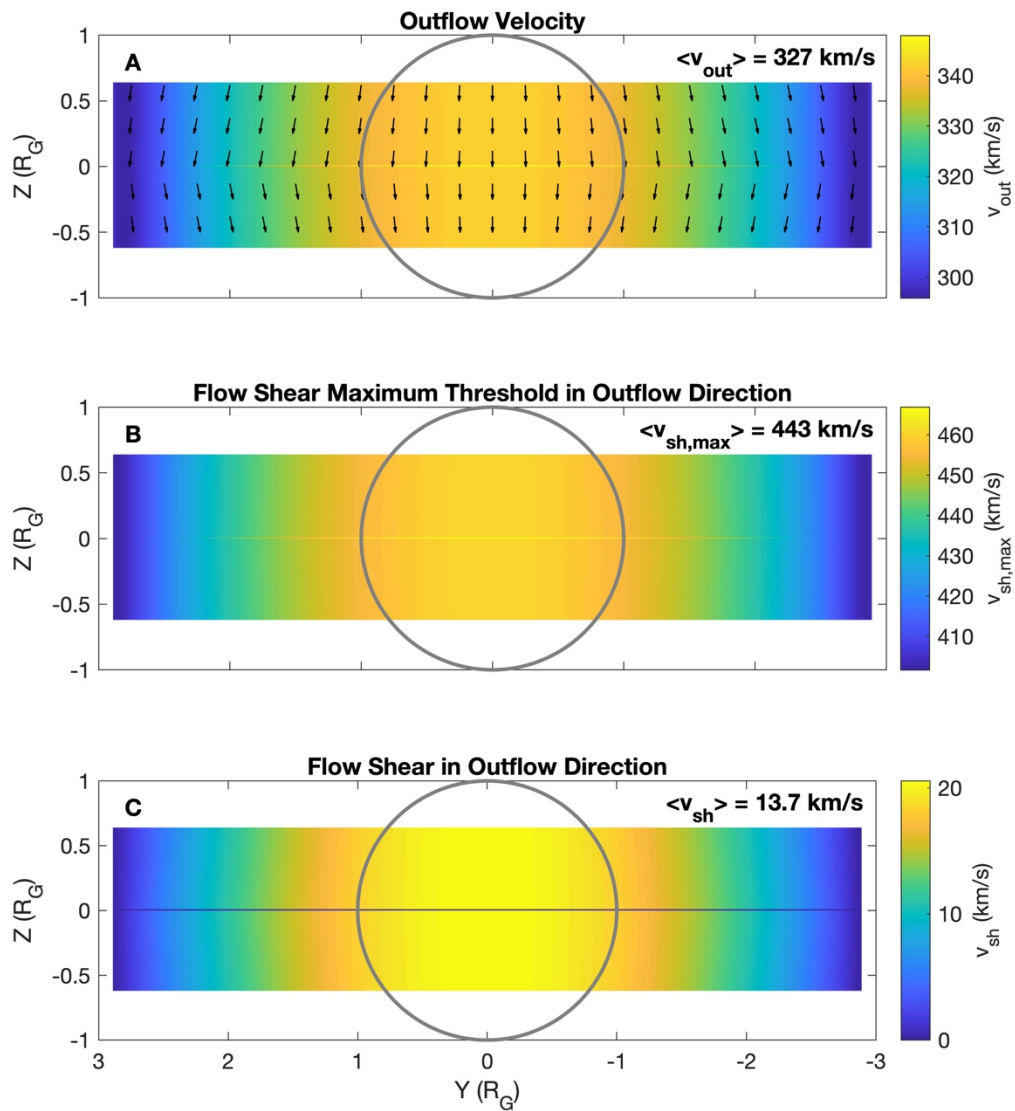 Outflow Velocity
A
<v_out> = 327 km/s
1
0.5
0
-0.5
-1
Z (R_G)
340
330
320
310
300
v_out (km/s)
Flow Shear Maximum Threshold in Outflow Direction
B
<v_sh,max> = 443 km/s
1
0.5
0
-0.5
-1
Z (R_G)
460
450
440
430
420
410
v_sh,max (km/s)
Flow Shear in Outflow Direction
C
<v_sh> = 13.7 km/s
1
0.5
0
-0.5
-1
Z (R_G)
20
10
0
v_sh (km/s)
3 2 1 0 -1 -2 -3
Y (R_G)